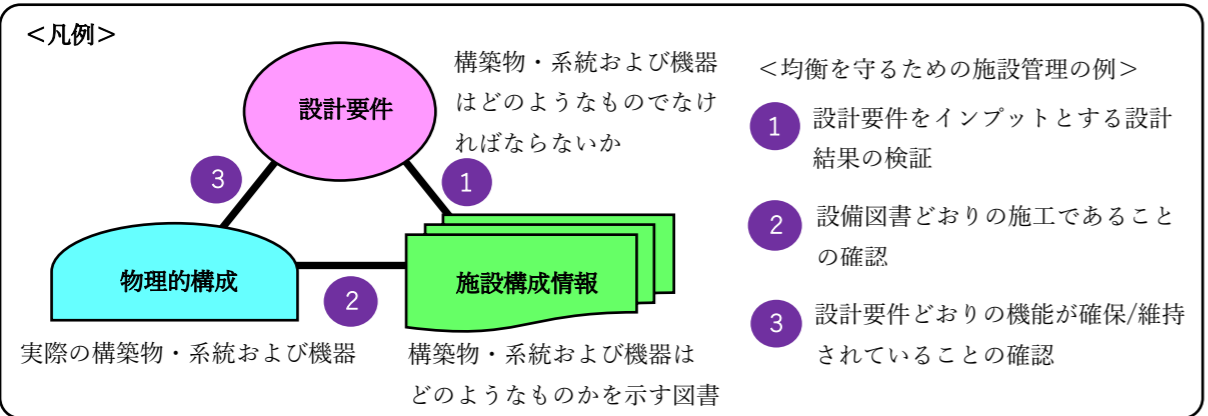 ＜凡例＞
設計要件
構築物・系統および機器
はどのようなものでなけ
ればならないか
3
1
物理的構成
2
施設構成情報
実際の構築物・系統および機器
構築物・系統および機器は
どのようなものかを示す図書
＜均衡を守るための施設管理の例＞
1 設計要件をインプットとする設計
結果の検証
2 設備図書どおりの施工であること
の確認
3 設計要件どおりの機能が確保/維持
されていることの確認